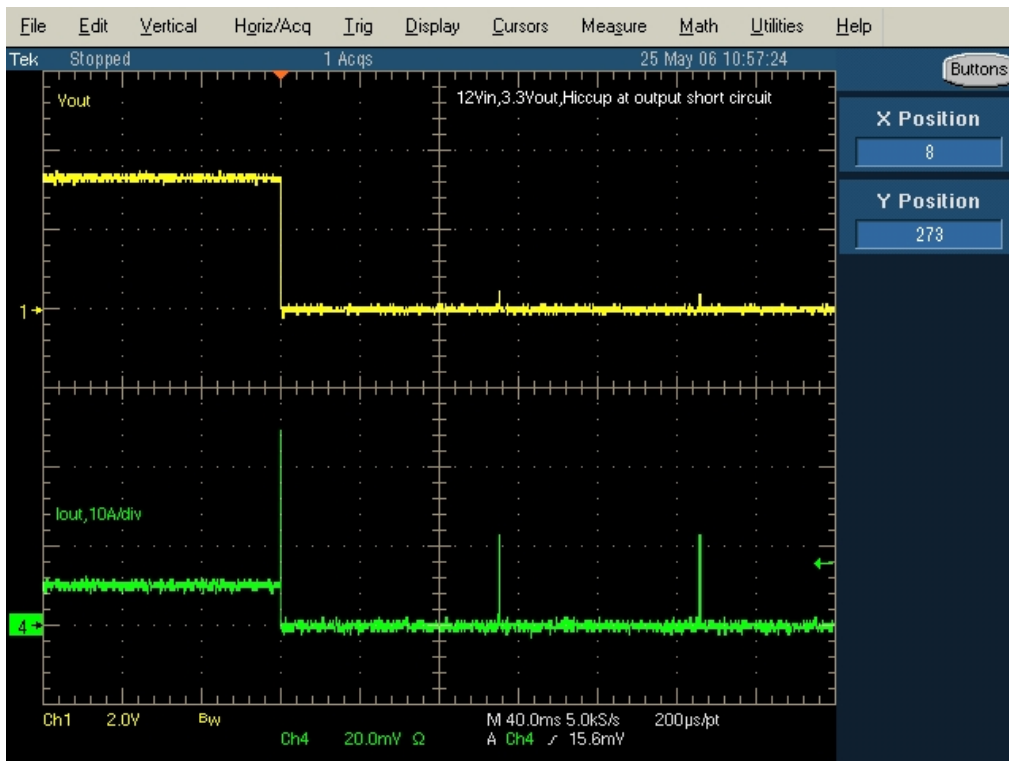 File Edit Vertical Horiz/Acq Trig Display Cursors Measure Math Utilities Help
Tek Stopped 1 Acqs 25 May 06 10:57:24
Buttons
Vout
12Vin,3.3Vout,Hiccup at output short circuit
X Position
8
Y Position
273
1
Iout,10A/div
4
Ch1 2.0V Bw M 40.0ms 5.0kS/s 200µs/pt
Ch4 20.0mV Ω A Ch4 15.6mV